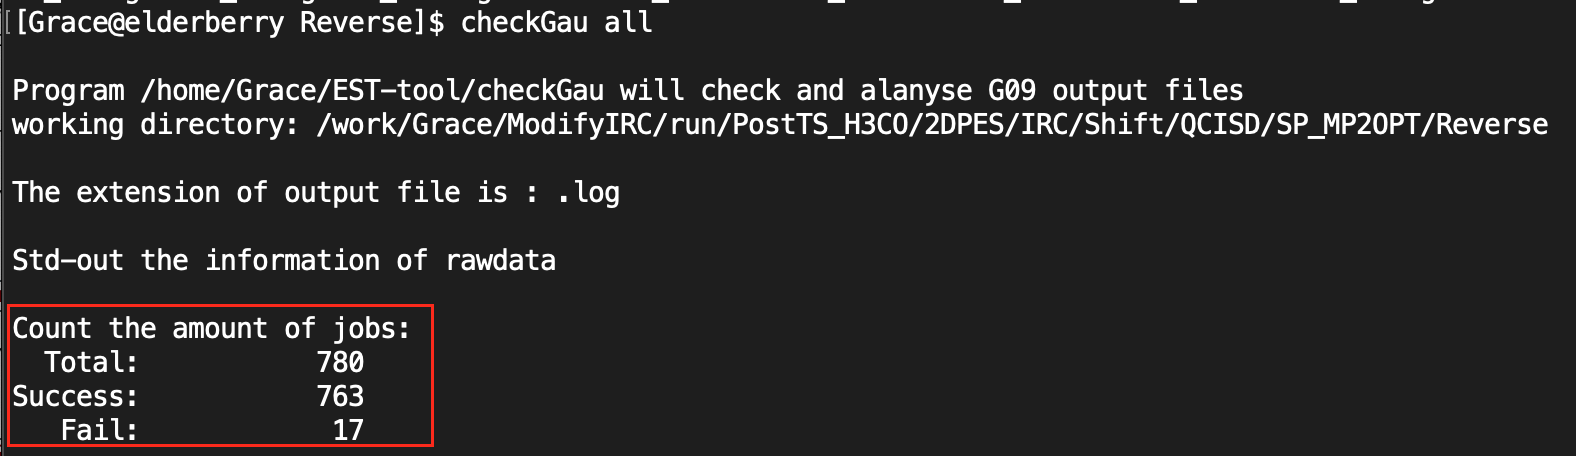 [[Grace@elderberry Reverse]$ checkGau all
Program /home/Grace/EST-tool/checkGau will check and alanyse G09 output files
working directory: /work/Grace/ModifyIRC/run/PostTS_H3CO/2DPES/IRC/Shift/QCISD/SP_MP2OPT/Reverse
The extension of output file is : .log
Std-out the information of rawdata
Count the amount of jobs:
Total: 780
Success: 763
Fail: 17